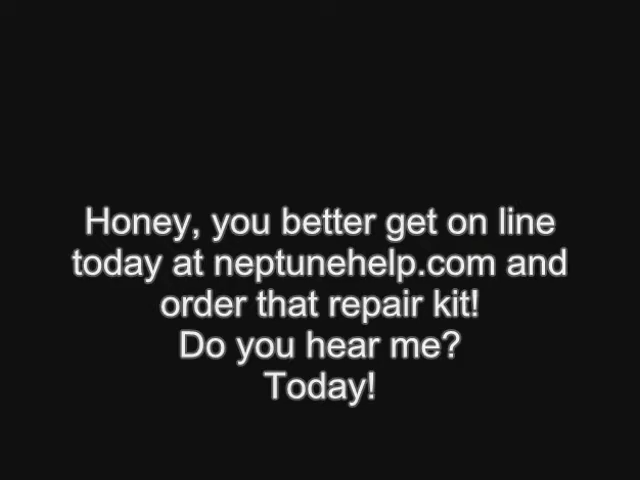 Honey, you better get on line
today at neptunehelp.com and
order that repair kit!
Do you hear me?
Today!